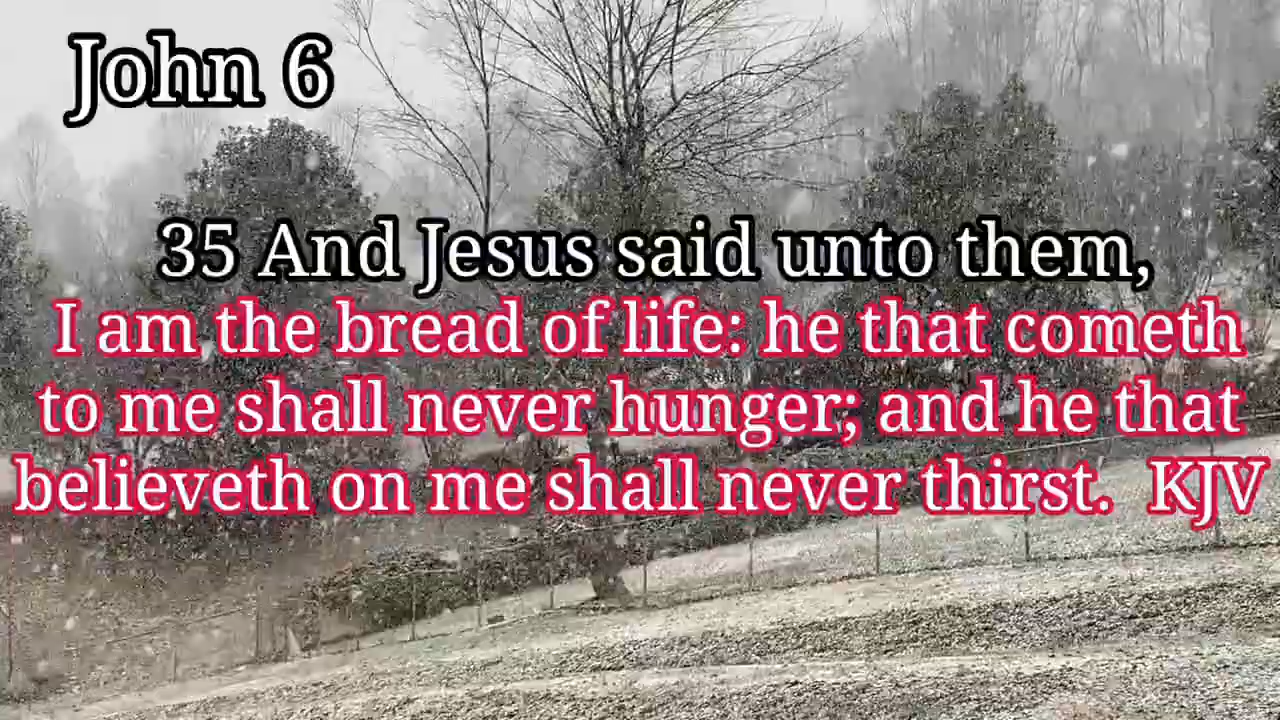 John 6
35 And Jesus said unto them,
I am the bread of life: he that cometh
to me shall never hunger; and he that
believeth on me shall never thirst.  KJV